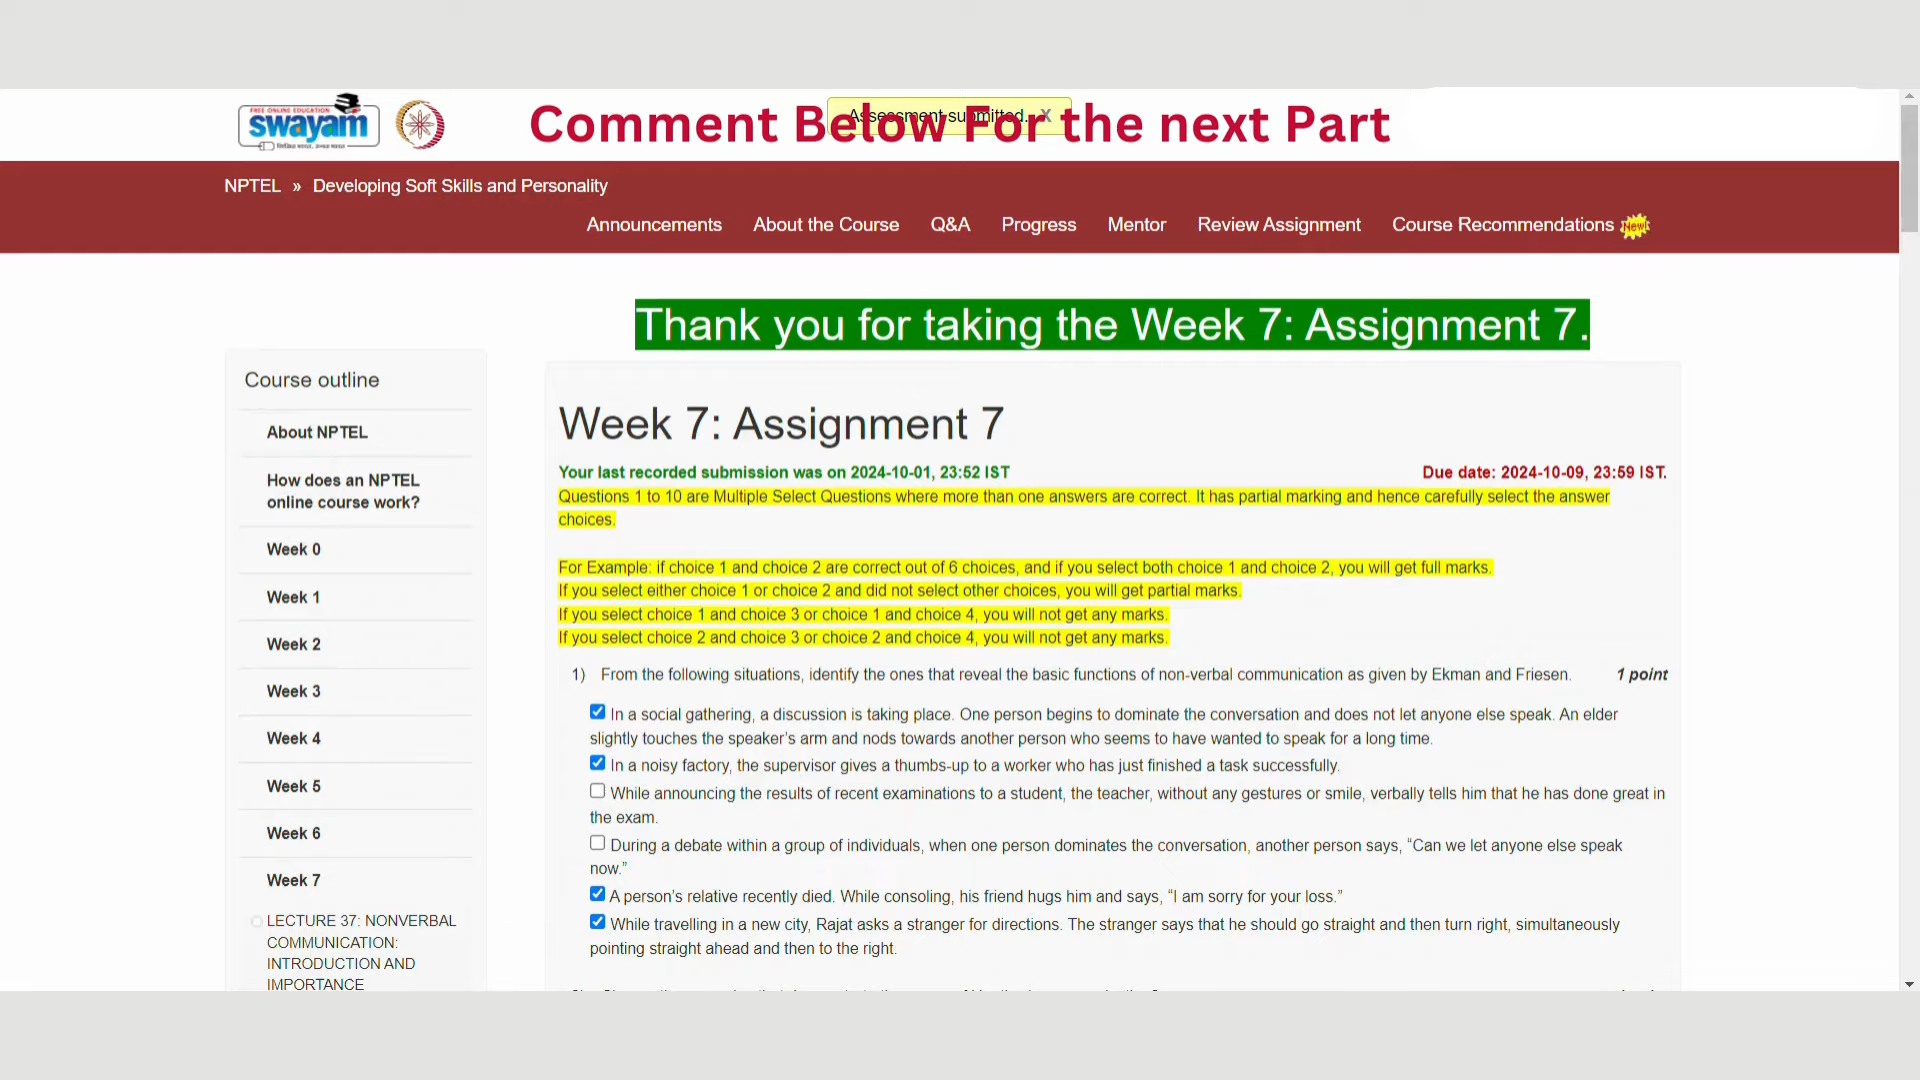 FREE ONLINE EDUCATION
swayam
Comment Below For the next Part
Assessment submitted. X
NPTEL » Developing Soft Skills and Personality
Announcements About the Course Q&A Progress Mentor Review Assignment Course Recommendations New!
Thank you for taking the Week 7: Assignment 7.
Course outline
About NPTEL
How does an NPTEL
online course work?
Week 0
Week 1
Week 2
Week 3
Week 4
Week 5
Week 6
Week 7
LECTURE 37: NONVERBAL
COMMUNICATION:
INTRODUCTION AND
IMPORTANCE
Week 7: Assignment 7
Your last recorded submission was on 2024-10-01, 23:52 IST Due date: 2024-10-09, 23:59 IST.
Questions 1 to 10 are Multiple Select Questions where more than one answers are correct. It has partial marking and hence carefully select the answer
choices.
For Example: if choice 1 and choice 2 are correct out of 6 choices, and if you select both choice 1 and choice 2, you will get full marks.
If you select either choice 1 or choice 2 and did not select other choices, you will get partial marks.
If you select choice 1 and choice 3 or choice 1 and choice 4, you will not get any marks.
If you select choice 2 and choice 3 or choice 2 and choice 4, you will not get any marks.
1) From the following situations, identify the ones that reveal the basic functions of non-verbal communication as given by Ekman and Friesen. 1 point
In a social gathering, a discussion is taking place. One person begins to dominate the conversation and does not let anyone else speak. An elder
slightly touches the speaker’s arm and nods towards another person who seems to have wanted to speak for a long time.
In a noisy factory, the supervisor gives a thumbs-up to a worker who has just finished a task successfully.
While announcing the results of recent examinations to a student, the teacher, without any gestures or smile, verbally tells him that he has done great in
the exam.
During a debate within a group of individuals, when one person dominates the conversation, another person says, “Can we let anyone else speak
now.”
A person’s relative recently died. While consoling, his friend hugs him and says, “I am sorry for your loss.”
While travelling in a new city, Rajat asks a stranger for directions. The stranger says that he should go straight and then turn right, simultaneously
pointing straight ahead and then to the right.